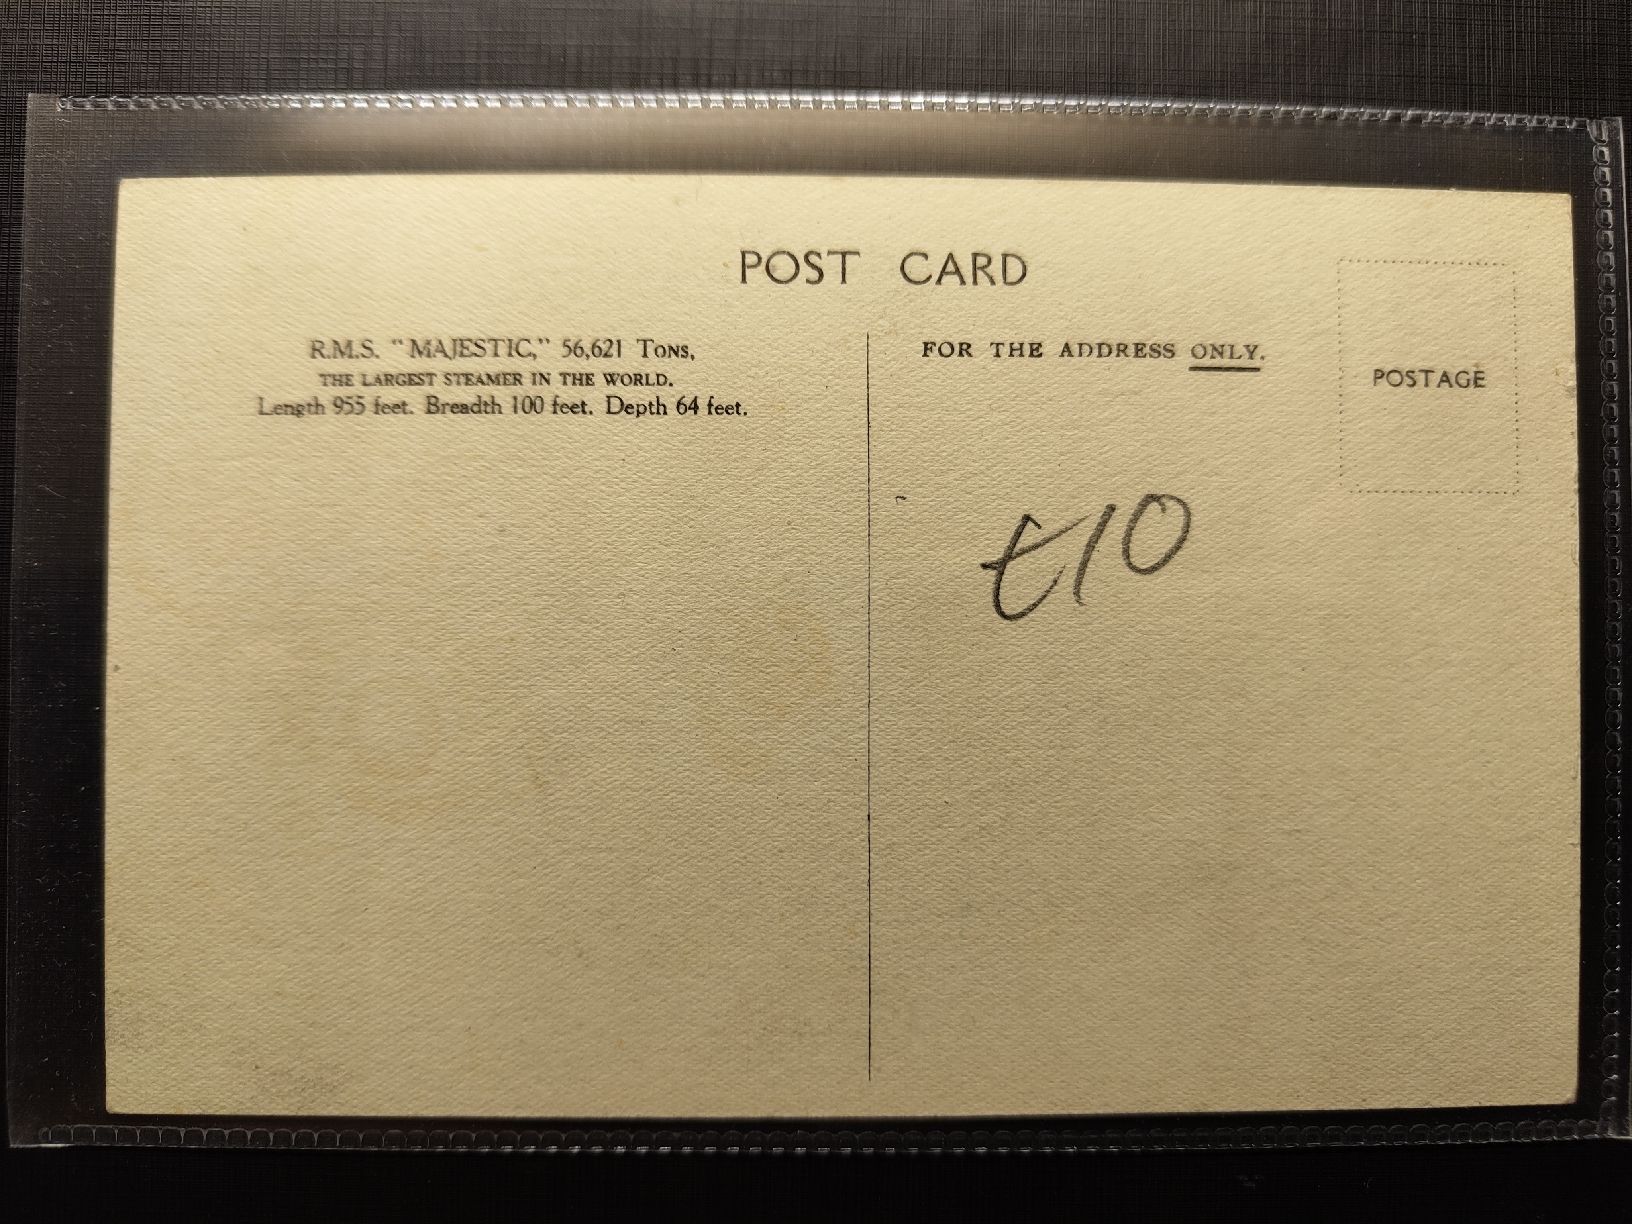 POST CARD
R.M.S. "MAJESTIC," 56,621 TONS,
THE LARGEST STEAMER IN THE WORLD.
Length 955 feet. Breadth 100 feet. Depth 64 feet.
FOR THE ADDRESS ONLY.
POSTAGE
£10